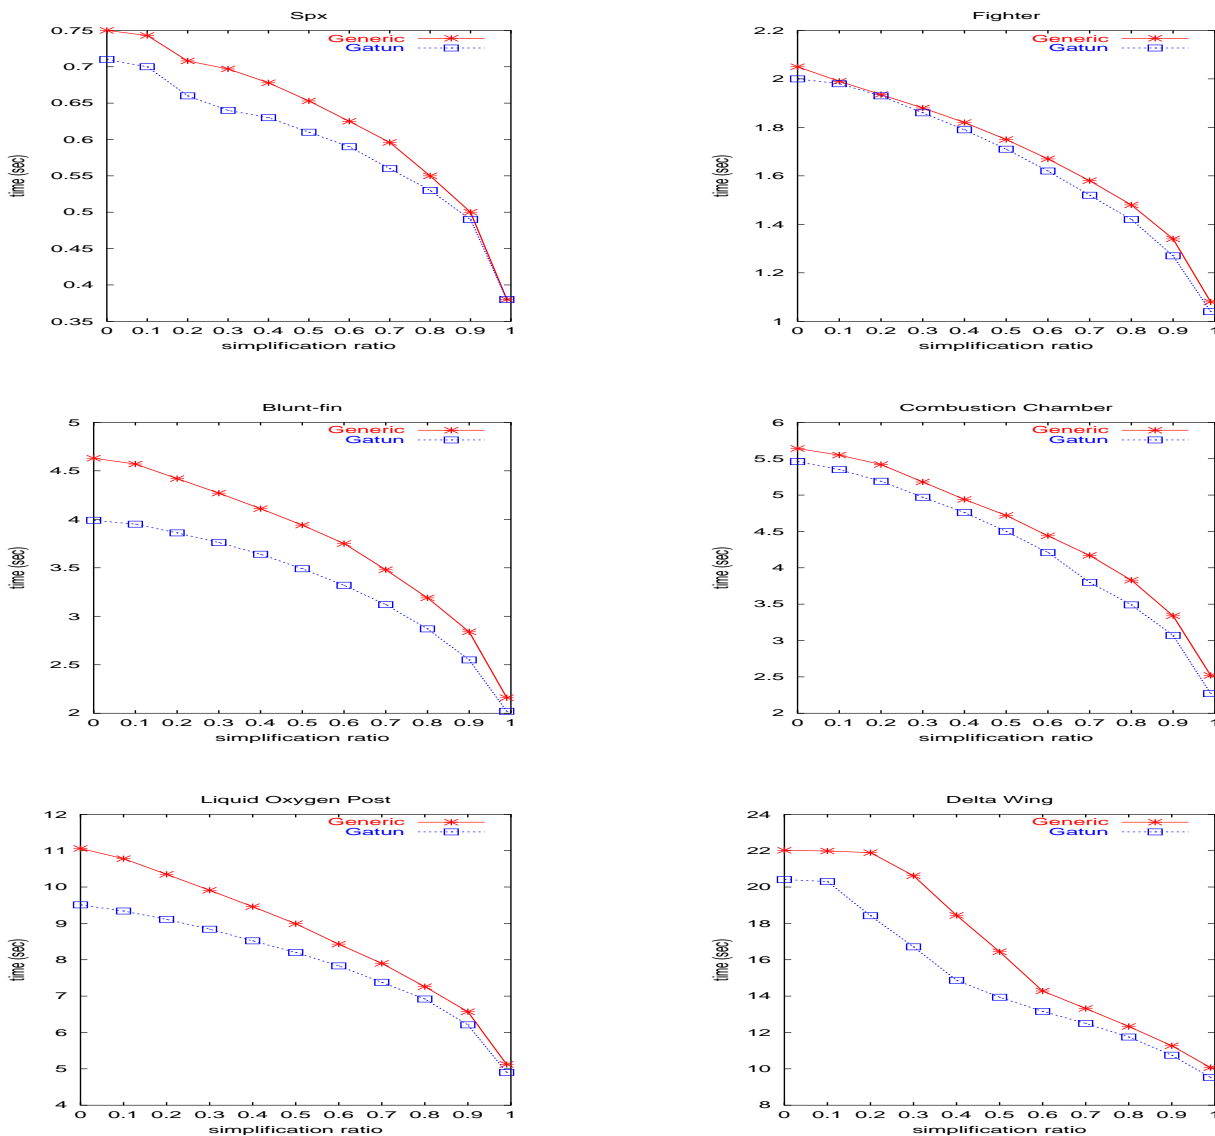 Spx
Generic
Gatun
0.75
0.7
0.65
0.6
0.55
0.5
0.45
0.4
0.35
time (sec)
0 0.1 0.2 0.3 0.4 0.5 0.6 0.7 0.8 0.9 1
simplification ratio
Fighter
Generic
Gatun
2.2
2
1.8
1.6
1.4
1.2
1
time (sec)
0 0.1 0.2 0.3 0.4 0.5 0.6 0.7 0.8 0.9 1
simplification ratio
Blunt-fin
Generic
Gatun
5
4.5
4
3.5
3
2.5
2
time (sec)
0 0.1 0.2 0.3 0.4 0.5 0.6 0.7 0.8 0.9 1
simplification ratio
Combustion Chamber
Generic
Gatun
6
5.5
5
4.5
4
3.5
3
2.5
2
time (sec)
0 0.1 0.2 0.3 0.4 0.5 0.6 0.7 0.8 0.9 1
simplification ratio
Liquid Oxygen Post
Generic
Gatun
12
11
10
9
8
7
6
5
4
time (sec)
0 0.1 0.2 0.3 0.4 0.5 0.6 0.7 0.8 0.9 1
simplification ratio
Delta Wing
Generic
Gatun
24
22
20
18
16
14
12
10
8
time (sec)
0 0.1 0.2 0.3 0.4 0.5 0.6 0.7 0.8 0.9 1
simplification ratio